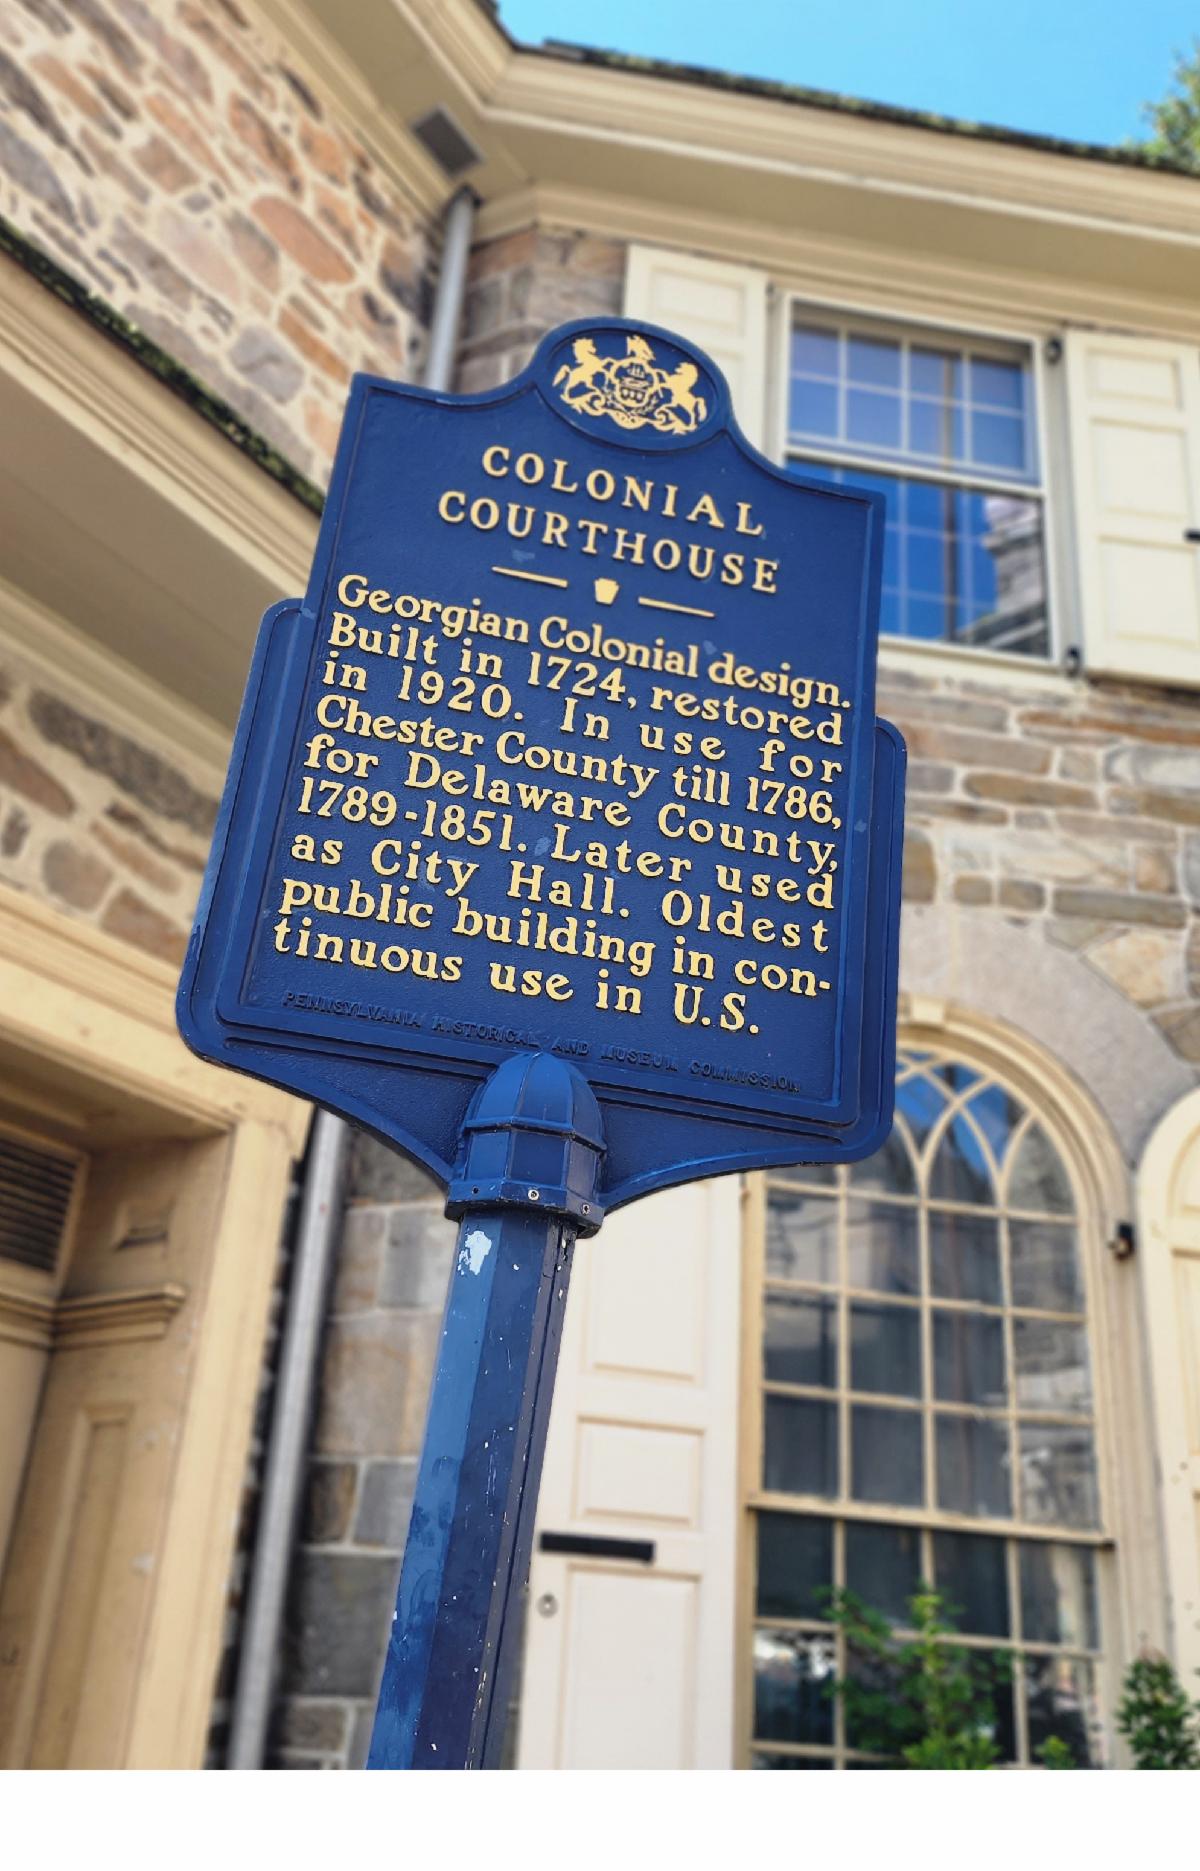 COLONIAL
COURTHOUSE
Georgian Colonial design.
Built in 1724, restored
in 1920. In use for
Chester County till 1786,
for Delaware County,
1789-1851. Later used
as City Hall. Oldest
public building in con-
tinuous use in U.S.
PENNSYLVANIA HISTORICAL AND MUSEUM COMMISSION